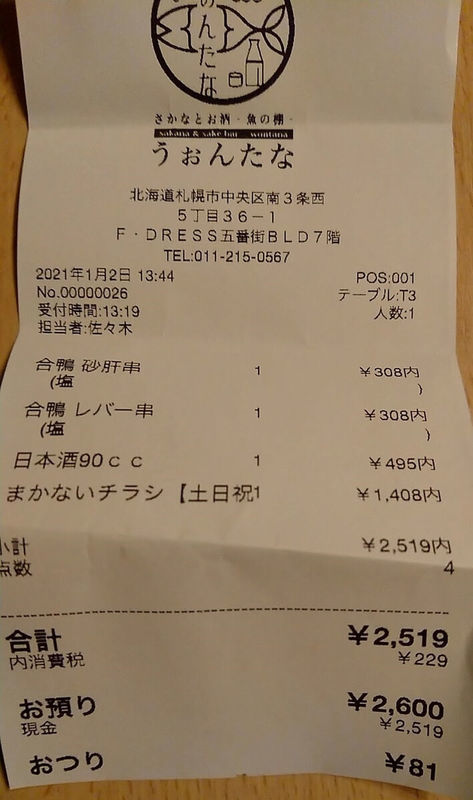 のんたな
さかなとお酒 - 魚の棚 -
sakana & sake bar
うぉんたな
北海道札幌市中央区南3条西
5丁目36-1
F・DRESS五番街BLD7階
TEL:011-215-0567
2021年1月2日 13:44 POS:001
No.00000026 テーブル:T3
受付時間:13:19 人数:1
担当者:佐々木
合鴨 砂肝串 1 ¥308内
(塩 )
合鴨 レバー串 1 ¥308内
(塩 )
日本酒90cc 1 ¥495内
まかないチラシ【土日祝1 ¥1,408内
小計 ¥2,519内
点数 4
合計 ¥2,519
内消費税 ¥229
お預り ¥2,600
現金 ¥2,519
おつり ¥81